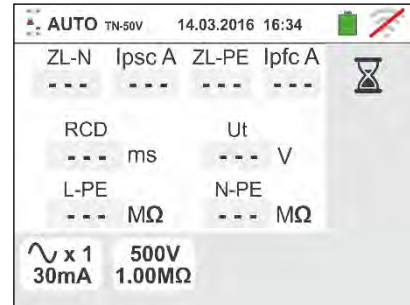 AUTO TN-50V 14.03.2016 16:34
ZL-N Ipsc A ZL-PE Ipfc A
--- --- --- ---
RCD Ut
--- ms --- V
L-PE N-PE
--- MΩ --- MΩ
x 1 500V
30mA 1.00MΩ